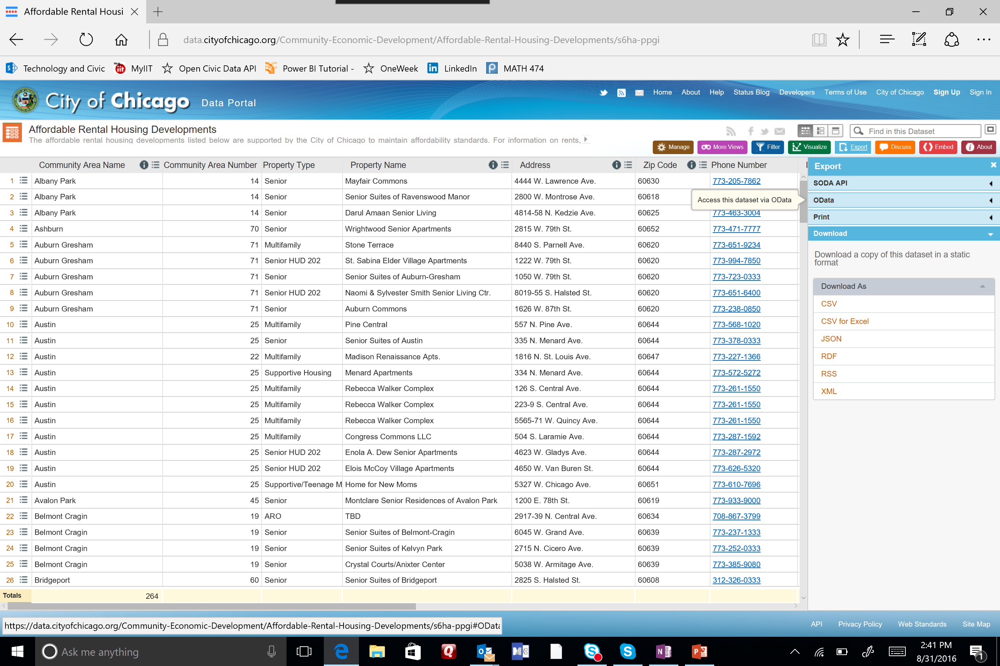 Affordable Rental Housi
data.cityofchicago.org/Community-Economic-Development/Affordable-Rental-Housing-Developments/s6ha-ppgi
Technology and Civic MyIIT Open Civic Data API Power BI Tutorial - OneWeek LinkedIn MATH 474
City of Chicago Data Portal
Home About Help Status Blog Developers Terms of Use City of Chicago Sign Up Sign In
Affordable Rental Housing Developments
The affordable rental housing developments listed below are supported by the City of Chicago to maintain affordability standards. For information on rents,
Find in this Dataset
Manage More Views Filter Visualize Export Discuss Embed About
Community Area Name Community Area Number Property Type Property Name Address Zip Code Phone Number
1 Albany Park 14 Senior Mayfair Commons 4444 W. Lawrence Ave. 60630 773-205-7862
2 Albany Park 14 Senior Senior Suites of Ravenswood Manor 2800 W. Montrose Ave. 60618
3 Albany Park 14 Senior Darul Amaan Senior Living 4814-58 N. Kedzie Ave. 60625 773-463-3004
4 Ashburn 70 Senior Wrightwood Senior Apartments 2815 W. 79th St. 60652 773-471-7777
5 Auburn Gresham 71 Multifamily Stone Terrace 8440 S. Parnell Ave. 60620 773-651-9234
6 Auburn Gresham 71 Senior HUD 202 St. Sabina Elder Village Apartments 1222 W. 79th St. 60620 773-994-7850
7 Auburn Gresham 71 Senior Senior Suites of Auburn-Gresham 1050 W. 79th St. 60620 773-723-0333
8 Auburn Gresham 71 Senior HUD 202 Naomi & Sylvester Smith Senior Living Ctr. 8019-55 S. Halsted St. 60620 773-651-6400
9 Auburn Gresham 71 Senior Auburn Commons 1626 W. 87th St. 60620 773-238-0850
10 Austin 25 Multifamily Pine Central 557 N. Pine Ave. 60644 773-568-1020
11 Austin 25 Senior Senior Suites of Austin 335 N. Menard Ave. 60644 773-378-0333
12 Austin 22 Multifamily Madison Renaissance Apts. 1816 N. St. Louis Ave. 60647 773-227-1366
13 Austin 25 Supportive Housing Menard Apartments 334 N. Menard Ave. 60644 773-572-5272
14 Austin 25 Multifamily Rebecca Walker Complex 126 S. Central Ave. 60644 773-261-1550
15 Austin 25 Multifamily Rebecca Walker Complex 223-9 S. Central Ave. 60644 773-261-1550
16 Austin 25 Multifamily Rebecca Walker Complex 5565-71 W. Quincy Ave. 60644 773-261-1550
17 Austin 25 Multifamily Congress Commons LLC 504 S. Laramie Ave. 60644 773-287-1592
18 Austin 25 Senior HUD 202 Enola A. Dew Senior Apartments 4623 W. Gladys Ave. 60644 773-287-2972
19 Austin 25 Senior HUD 202 Elois McCoy Village Apartments 4650 W. Van Buren St. 60644 773-626-5320
20 Austin 25 Supportive/Teenage M Home for New Moms 5327 W. Chicago Ave. 60651 773-610-7696
21 Avalon Park 45 Senior Montclare Senior Residences of Avalon Park 1200 E. 78th St. 60619 773-933-9000
22 Belmont Cragin 19 ARO TBD 2917-39 N. Central Ave. 60634 708-867-3799
23 Belmont Cragin 19 Senior Senior Suites of Belmont-Cragin 6045 W. Grand Ave. 60639 773-237-1333
24 Belmont Cragin 19 Senior Senior Suites of Kelvyn Park 2715 N. Cicero Ave. 60639 773-252-0333
25 Belmont Cragin 19 Senior Crystal Courts/Anixter Center 5038 W. Armitage Ave. 60639 773-385-9080
26 Bridgeport 60 Senior Senior Suites of Bridgeport 2825 S. Halsted St. 60608 312-326-0333
Totals 264
Access this dataset via OData
Export
SODA API
OData
Print
Download
Download a copy of this dataset in a static
format
Download As
CSV
CSV for Excel
JSON
RDF
RSS
XML
https://data.cityofchicago.org/Community-Economic-Development/Affordable-Rental-Housing-Developments/s6ha-ppgi#OData
API Privacy Policy Web Standards Site Map
Ask me anything
2:41 PM
8/31/2016
1